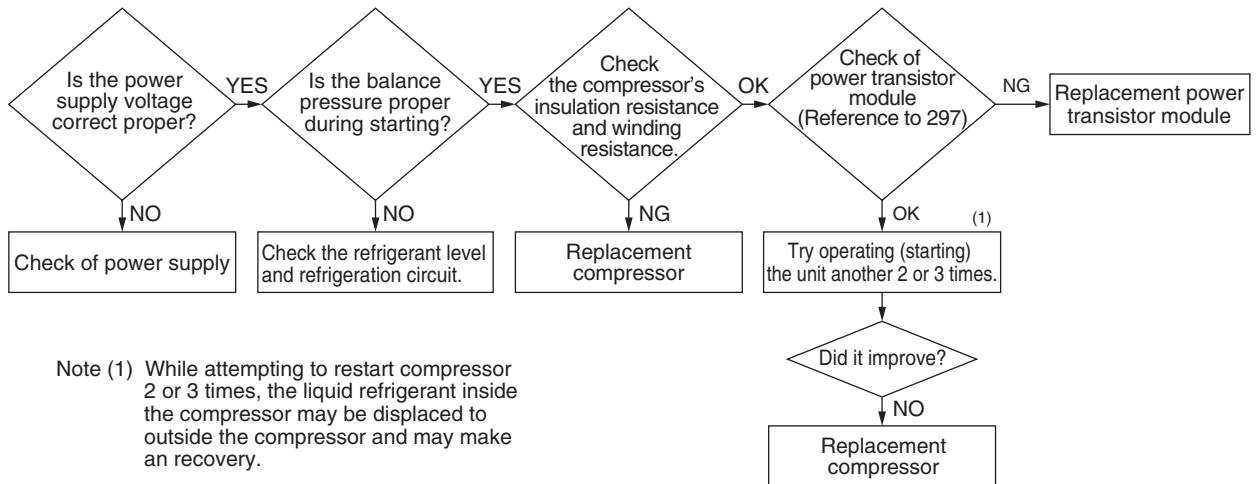 Is the power
supply voltage
correct proper?
YES
Is the balance
pressure proper
during starting?
YES
Check
the compressor's
insulation resistance
and winding
resistance.
OK
Check of
power transistor
module
(Reference to 297)
NG
Replacement power
transistor module
NO
Check of power supply
NO
Check the refrigerant level
and refrigeration circuit.
NG
Replacement
compressor
OK
(1)
Try operating (starting)
the unit another 2 or 3 times.
Did it improve?
NO
Replacement
compressor
Note (1) While attempting to restart compressor
2 or 3 times, the liquid refrigerant inside
the compressor may be displaced to
outside the compressor and may make
an recovery.